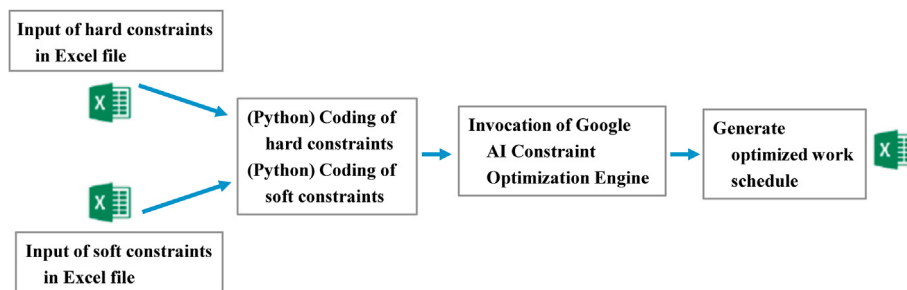 Input of hard constraints
in Excel file
X
(Python) Coding of
hard constraints
(Python) Coding of
soft constraints
Invocation of Google
AI Constraint
Optimization Engine
Generate
optimized work
schedule
X
X
Input of soft constraints
in Excel file